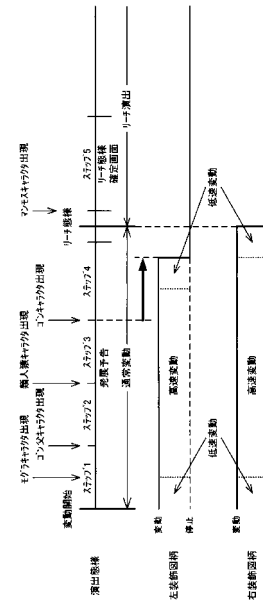 モグラキャラクタ出現
ゴン父キャラクタ出現
類人猿キャラクタ出現
ゴンキャラクタ出現
マンモスキャラクタ出現
変動開始
リーチ態様
演出態様
ステップ1
ステップ2
ステップ3
ステップ4
ステップ5
発展予告
リーチ態様
確定画面
通常変動
リーチ演出
左装飾図柄
変動
停止
高速変動
低速変動
低速変動
右装飾図柄
変動
高速変動